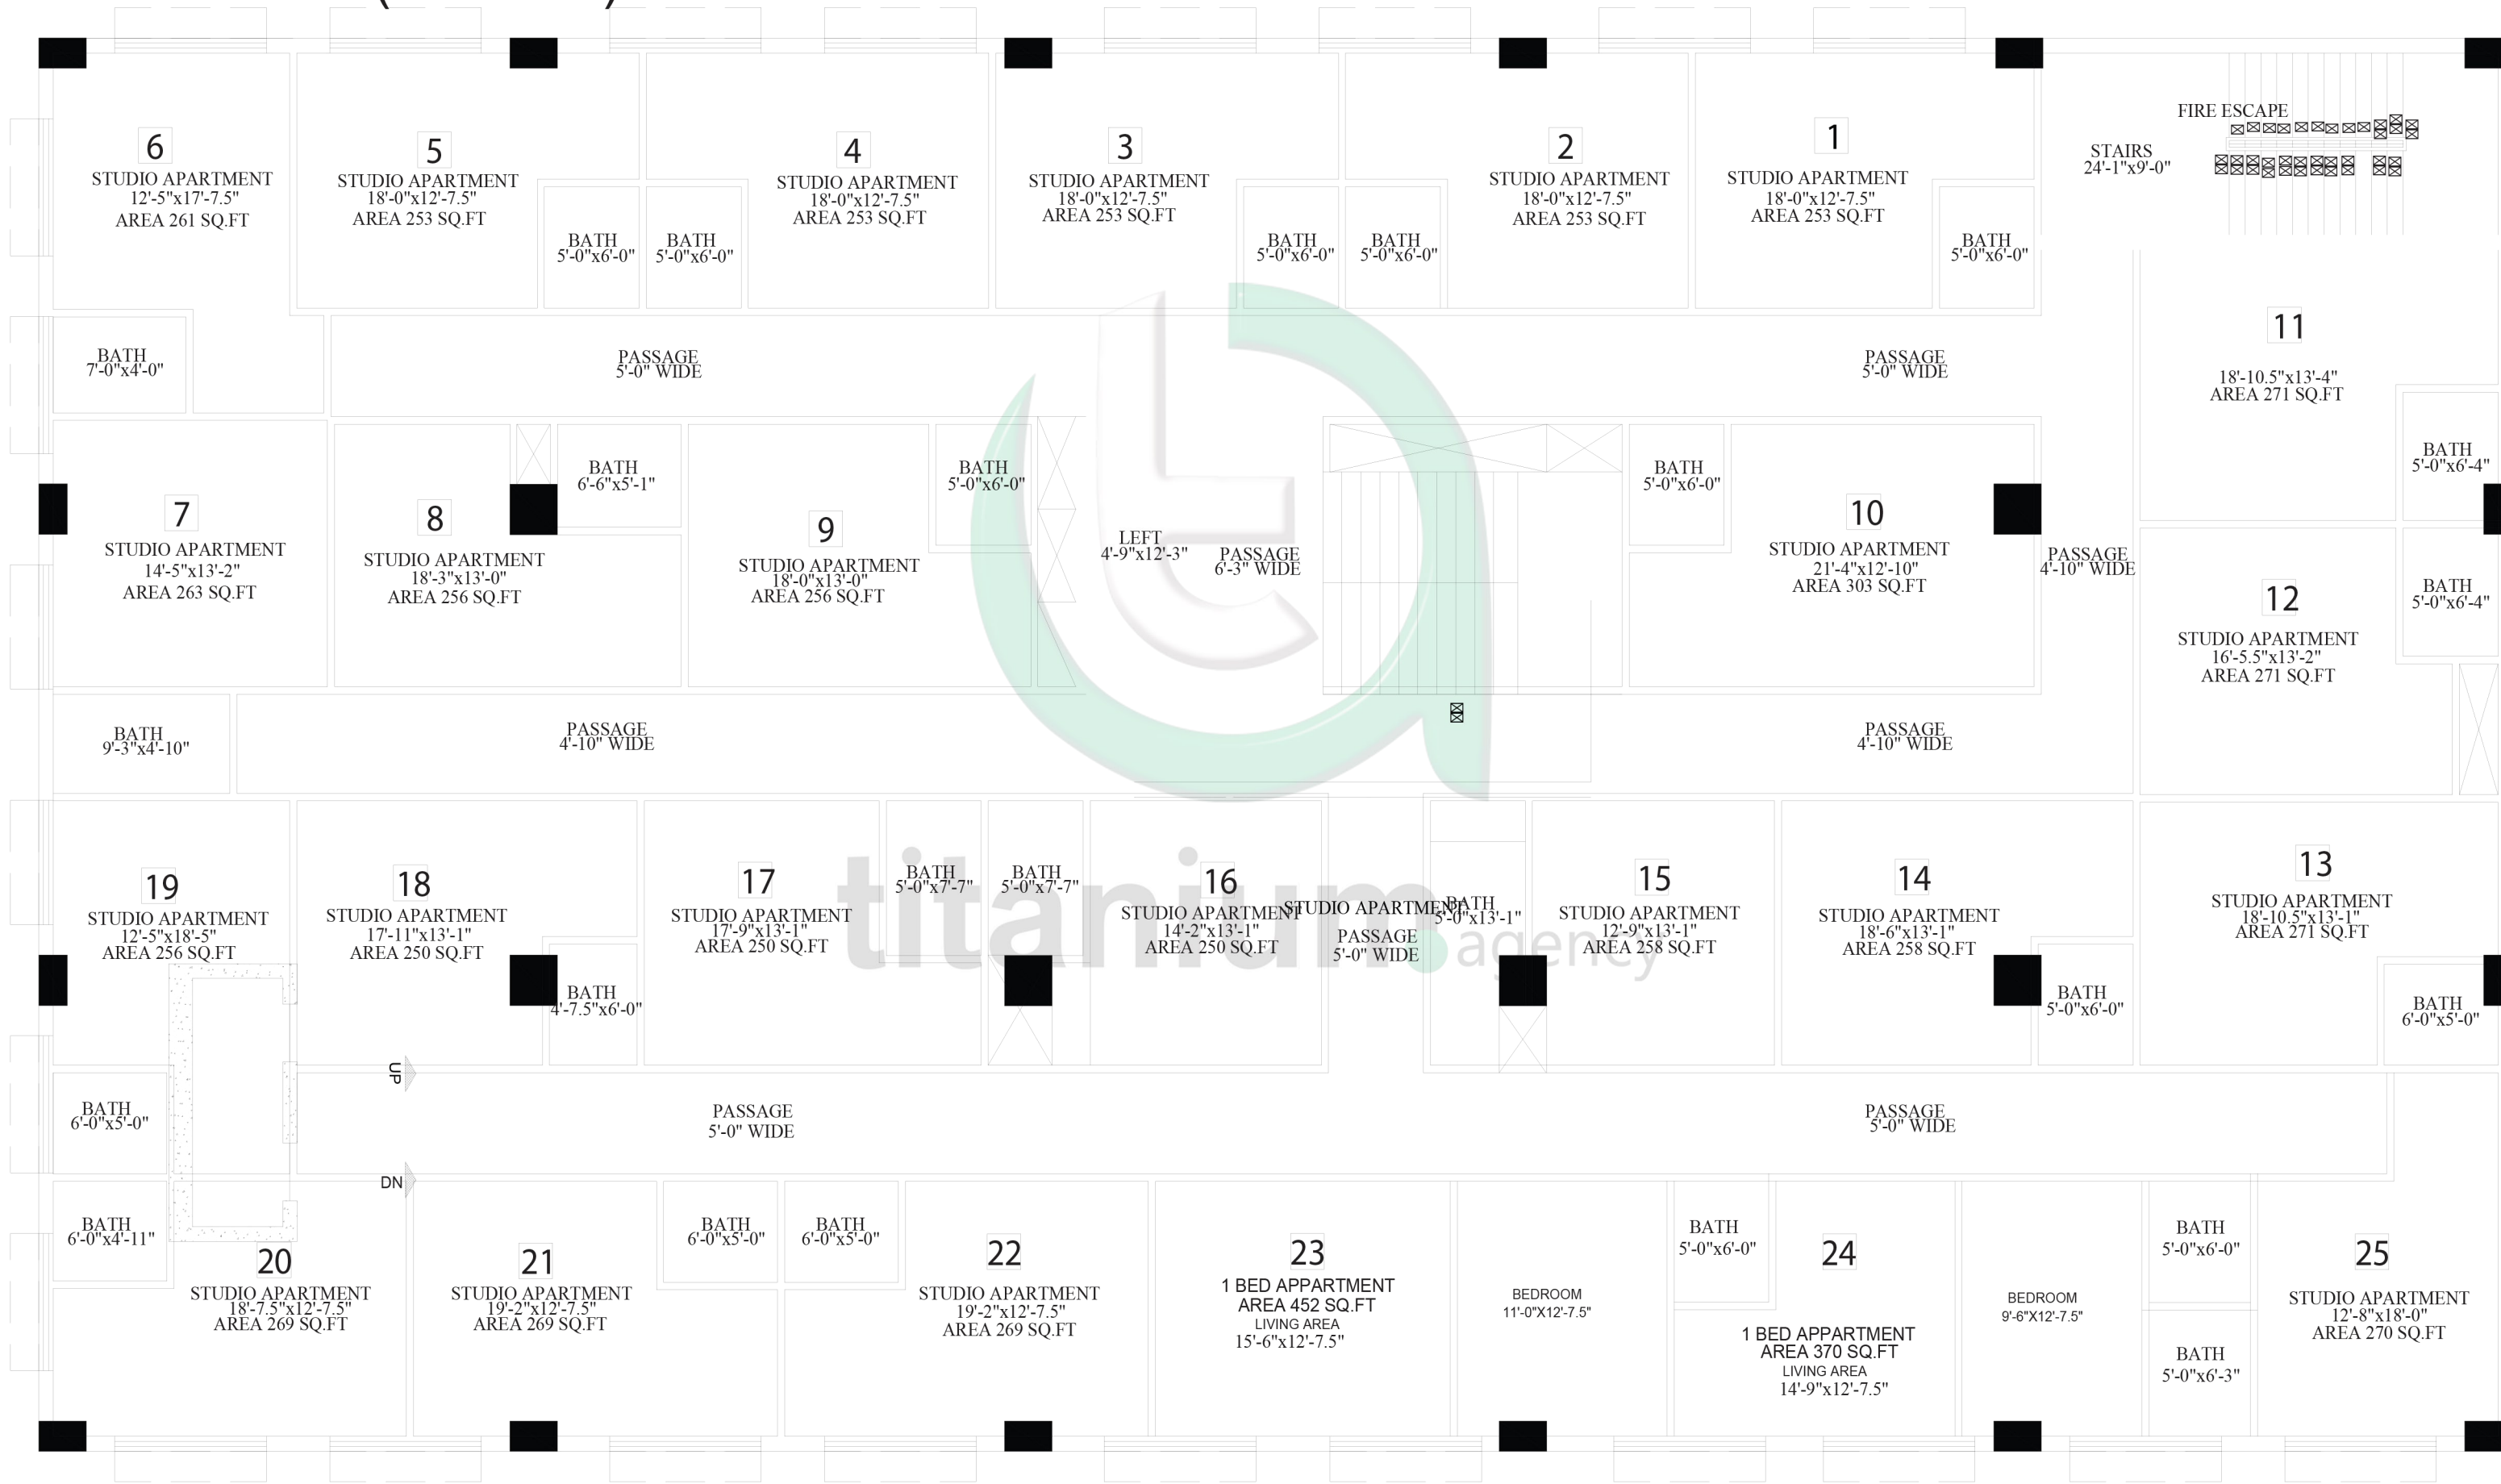 6
STUDIO APARTMENT
12'-5"x17'-7.5"
AREA 261 SQ.FT
5
STUDIO APARTMENT
18'-0"x12'-7.5"
AREA 253 SQ.FT
BATH
5'-0"x6'-0"
BATH
5'-0"x6'-0"
4
STUDIO APARTMENT
18'-0"x12'-7.5"
AREA 253 SQ.FT
3
STUDIO APARTMENT
18'-0"x12'-7.5"
AREA 253 SQ.FT
BATH
5'-0"x6'-0"
BATH
5'-0"x6'-0"
2
STUDIO APARTMENT
18'-0"x12'-7.5"
AREA 253 SQ.FT
1
STUDIO APARTMENT
18'-0"x12'-7.5"
AREA 253 SQ.FT
BATH
5'-0"x6'-0"
FIRE ESCAPE
STAIRS
24'-1"x9'-0"
BATH
7'-0"x4'-0"
PASSAGE
5'-0" WIDE
PASSAGE
5'-0" WIDE
11
18'-10.5"x13'-4"
AREA 271 SQ.FT
BATH
5'-0"x6'-4"
7
STUDIO APARTMENT
14'-5"x13'-2"
AREA 263 SQ.FT
8
STUDIO APARTMENT
18'-3"x13'-0"
AREA 256 SQ.FT
BATH
6'-6"x5'-1"
9
STUDIO APARTMENT
18'-0"x13'-0"
AREA 256 SQ.FT
BATH
5'-0"x6'-0"
LEFT
4'-9"x12'-3"
PASSAGE
6'-3" WIDE
BATH
5'-0"x6'-0"
10
STUDIO APARTMENT
21'-4"x12'-10"
AREA 303 SQ.FT
PASSAGE
4'-10" WIDE
12
STUDIO APARTMENT
16'-5.5"x13'-2"
AREA 271 SQ.FT
BATH
5'-0"x6'-4"
BATH
9'-3"x4'-10"
PASSAGE
4'-10" WIDE
PASSAGE
4'-10" WIDE
19
STUDIO APARTMENT
12'-5"x18'-5"
AREA 256 SQ.FT
18
STUDIO APARTMENT
17'-11"x13'-1"
AREA 250 SQ.FT
BATH
4'-7.5"x6'-0"
17
STUDIO APARTMENT
17'-9"x13'-1"
AREA 250 SQ.FT
BATH
5'-0"x7'-7"
BATH
5'-0"x7'-7"
16
STUDIO APARTMENT
14'-2"x13'-1"
AREA 250 SQ.FT
STUDIO APARTMENT
PASSAGE
5'-0" WIDE
BATH
5'-0"x13'-1"
titanium.agency
15
STUDIO APARTMENT
12'-9"x13'-1"
AREA 258 SQ.FT
14
STUDIO APARTMENT
18'-6"x13'-1"
AREA 258 SQ.FT
BATH
5'-0"x6'-0"
13
STUDIO APARTMENT
18'-10.5"x13'-1"
AREA 271 SQ.FT
BATH
6'-0"x5'-0"
UP
BATH
6'-0"x5'-0"
PASSAGE
5'-0" WIDE
PASSAGE
5'-0" WIDE
DN
BATH
6'-0"x4'-11"
20
STUDIO APARTMENT
18'-7.5"x12'-7.5"
AREA 269 SQ.FT
21
STUDIO APARTMENT
19'-2"x12'-7.5"
AREA 269 SQ.FT
BATH
6'-0"x5'-0"
BATH
6'-0"x5'-0"
22
STUDIO APARTMENT
19'-2"x12'-7.5"
AREA 269 SQ.FT
23
1 BED APPARTMENT
AREA 452 SQ.FT
LIVING AREA
15'-6"x12'-7.5"
BEDROOM
11'-0"X12'-7.5"
BATH
5'-0"x6'-0"
24
1 BED APPARTMENT
AREA 370 SQ.FT
LIVING AREA
14'-9"x12'-7.5"
BEDROOM
9'-6"X12'-7.5"
BATH
5'-0"x6'-0"
BATH
5'-0"x6'-3"
25
STUDIO APARTMENT
12'-8"x18'-0"
AREA 270 SQ.FT